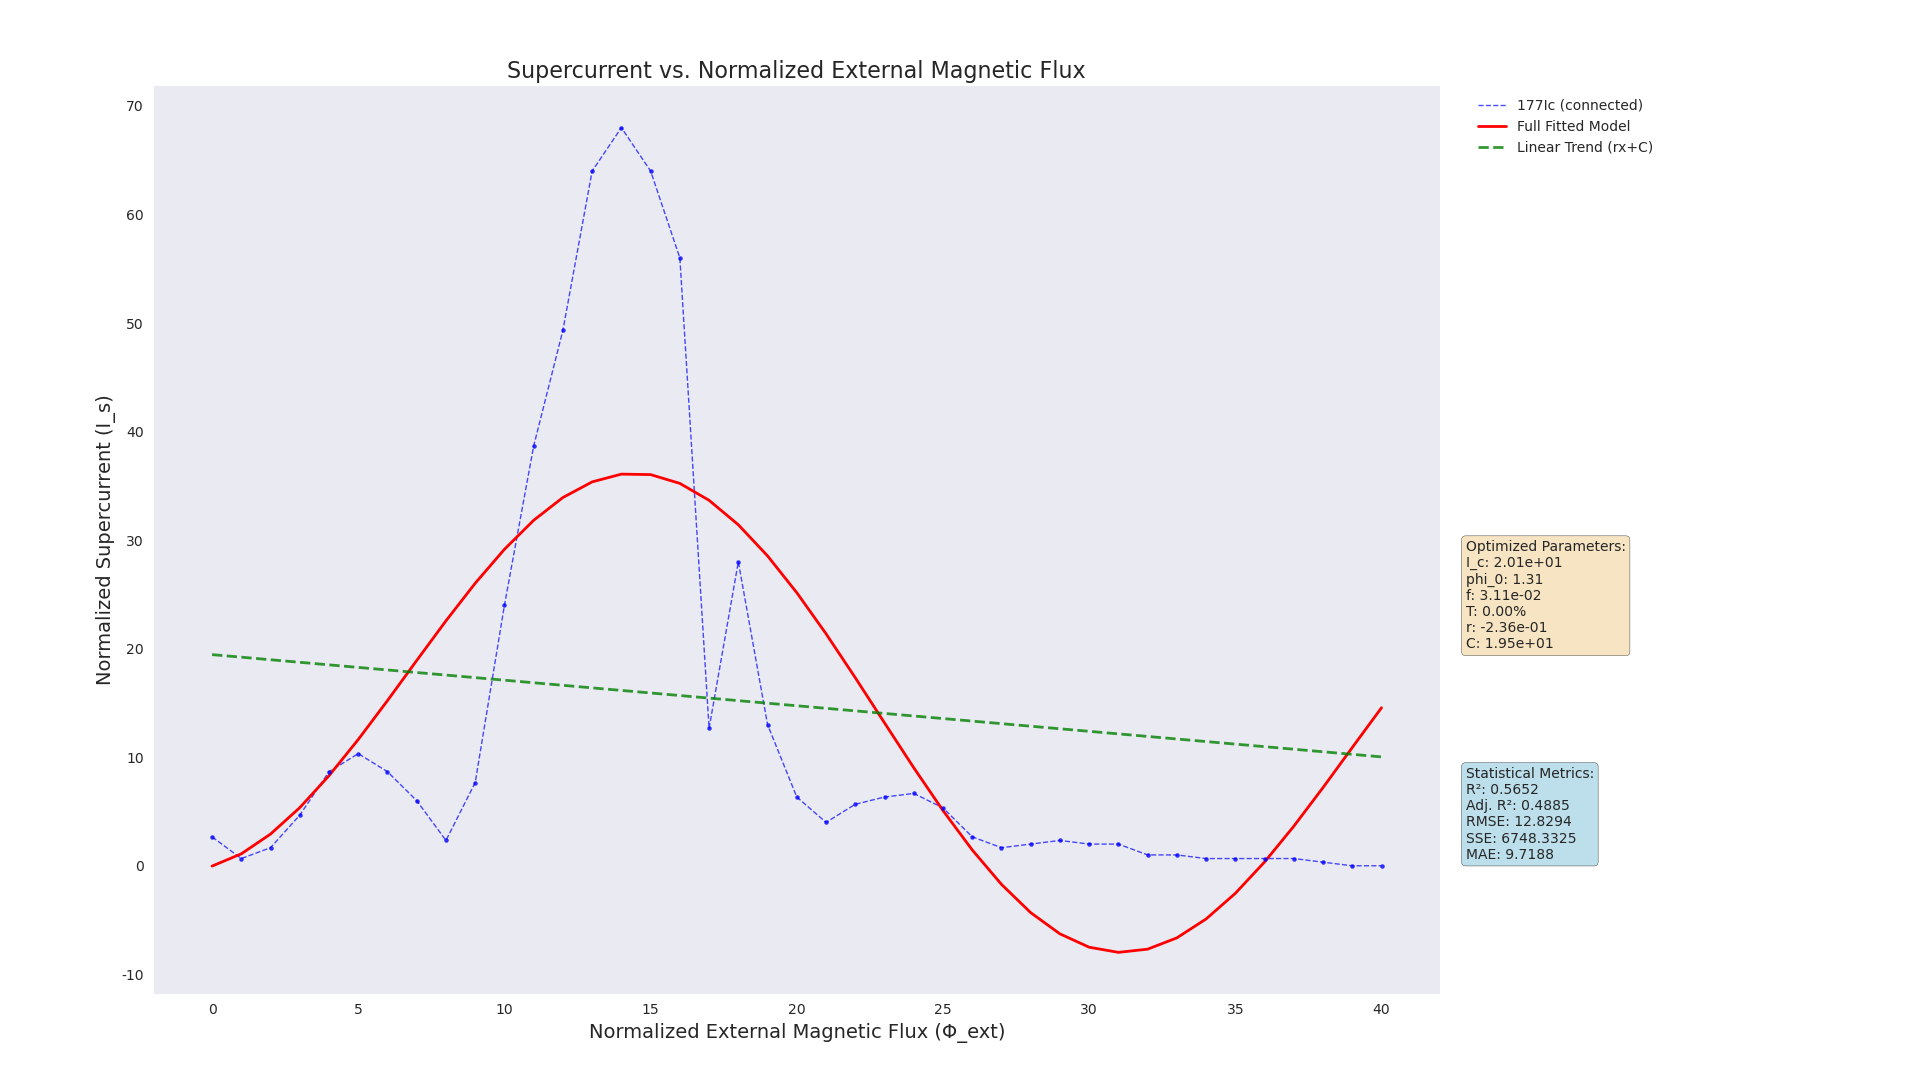 Supercurrent vs. Normalized External Magnetic Flux
Normalized Supercurrent (I_s)
70
60
50
40
30
20
10
0
-10
0 5 10 15 20 25 30 35 40
Normalized External Magnetic Flux (Φ_ext)
177Ic (connected)
Full Fitted Model
Linear Trend (rx+C)
Optimized Parameters:
I_c: 2.01e+01
phi_0: 1.31
f: 3.11e-02
T: 0.00%
r: -2.36e-01
C: 1.95e+01
Statistical Metrics:
R²: 0.5652
Adj. R²: 0.4885
RMSE: 12.8294
SSE: 6748.3325
MAE: 9.7188